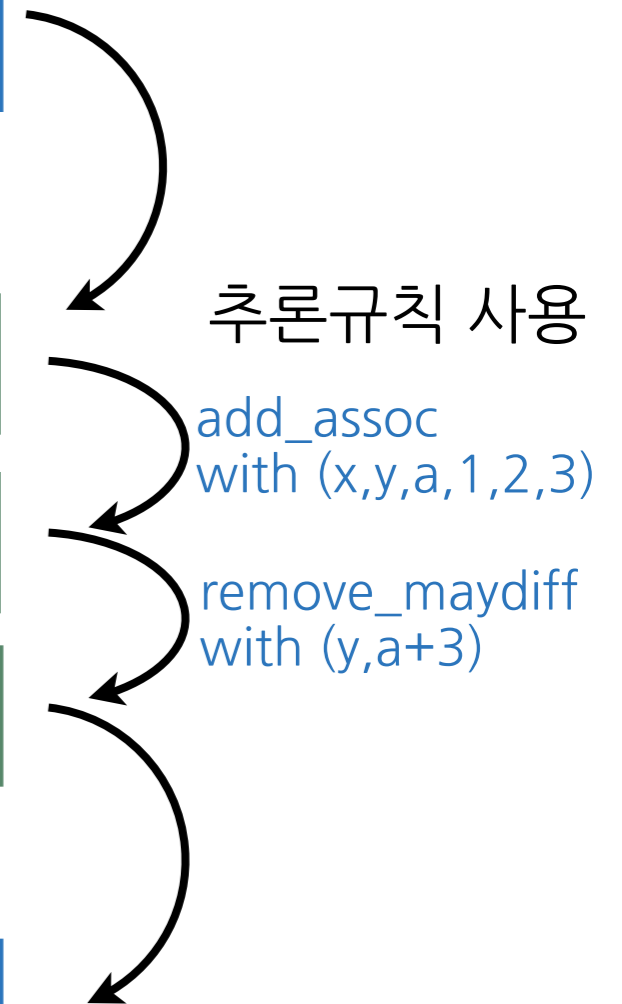 추론규칙 사용
add_assoc
with (x,y,a,1,2,3)
remove_maydiff
with (y,a+3)